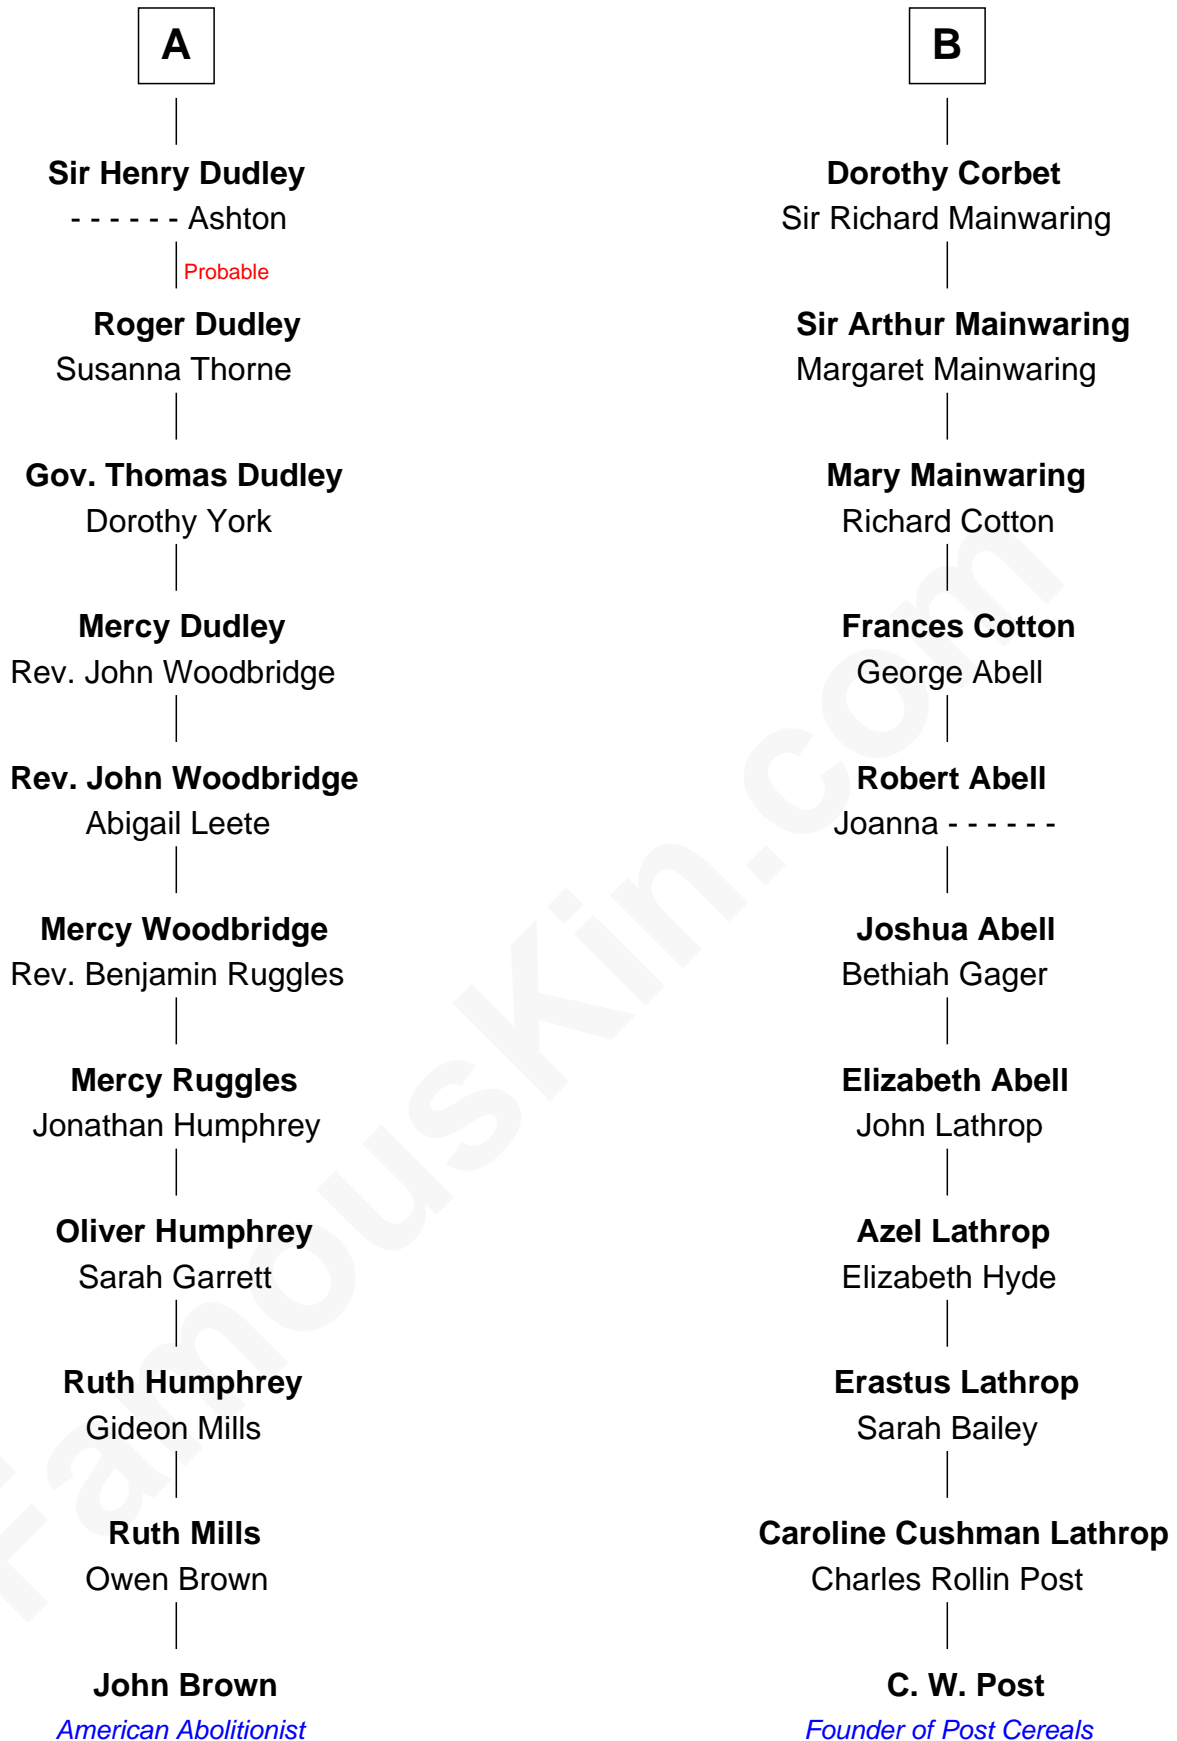 A
Sir Henry Dudley
- - - - - - Ashton
Probable
Roger Dudley
Susanna Thorne
Gov. Thomas Dudley
Dorothy York
Mercy Dudley
Rev. John Woodbridge
Rev. John Woodbridge
Abigail Leete
Mercy Woodbridge
Rev. Benjamin Ruggles
Mercy Ruggles
Jonathan Humphrey
Oliver Humphrey
Sarah Garrett
Ruth Humphrey
Gideon Mills
Ruth Mills
Owen Brown
John Brown
American Abolitionist
B
Dorothy Corbet
Sir Richard Mainwaring
Sir Arthur Mainwaring
Margaret Mainwaring
Mary Mainwaring
Richard Cotton
Frances Cotton
George Abell
Robert Abell
Joanna - - - - - -
Joshua Abell
Bethiah Gager
Elizabeth Abell
John Lathrop
Azel Lathrop
Elizabeth Hyde
Erastus Lathrop
Sarah Bailey
Caroline Cushman Lathrop
Charles Rollin Post
C. W. Post
Founder of Post Cereals
FamousKin.com